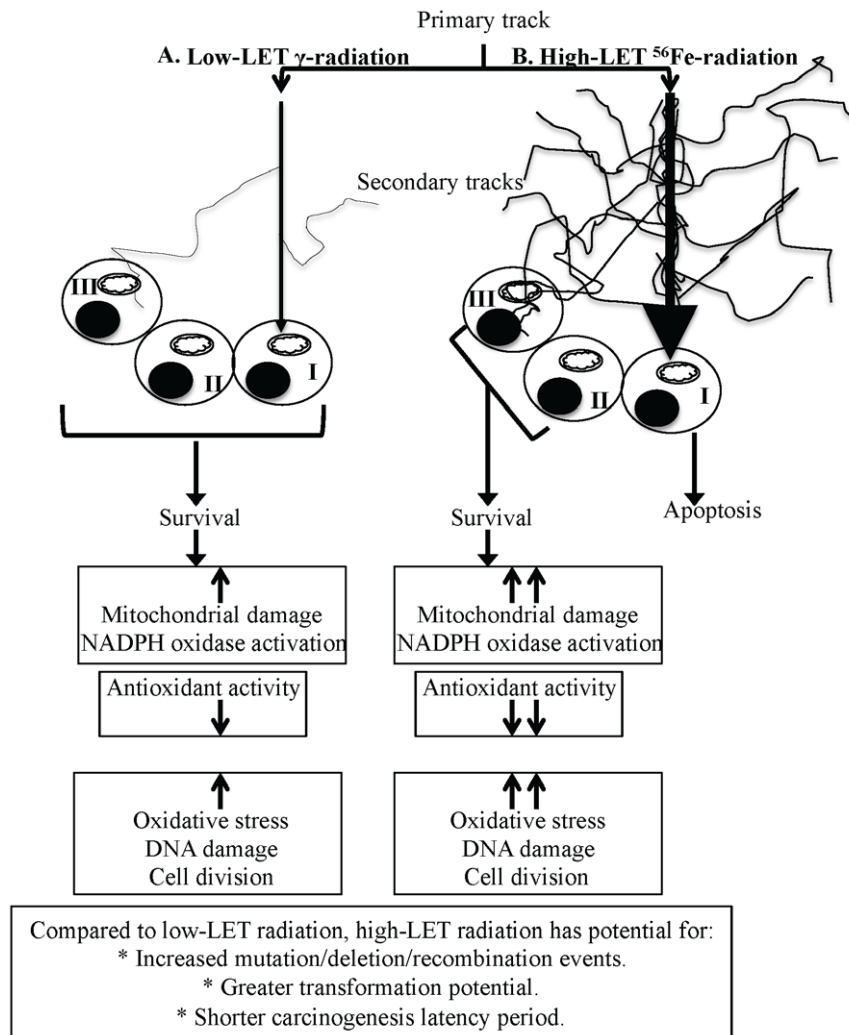 Primary track
A. Low-LET γ-radiation
B. High-LET ⁵⁶Fe-radiation
Secondary tracks
III
II
I
III
II
I
Survival
Survival
Apoptosis
Mitochondrial damage
NADPH oxidase activation
Mitochondrial damage
NADPH oxidase activation
Antioxidant activity
Antioxidant activity
Oxidative stress
DNA damage
Cell division
Oxidative stress
DNA damage
Cell division
Compared to low-LET radiation, high-LET radiation has potential for:
* Increased mutation/deletion/recombination events.
* Greater transformation potential.
* Shorter carcinogenesis latency period.